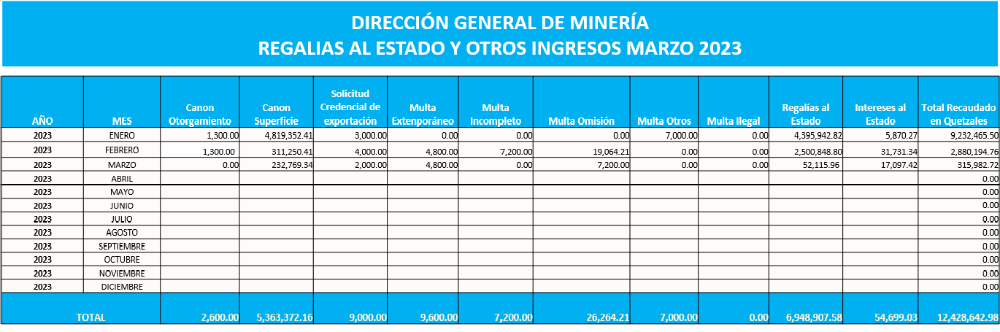 DIRECCIÓN GENERAL DE MINERÍA
REGALIAS AL ESTADO Y OTROS INGRESOS MARZO 2023
AÑO MES Canon Otorgamiento Canon Superficie Solicitud Credencial de exportación Multa Extenporáneo Multa Incompleto Multa Omisión Multa Otros Multa Ilegal Regalías al Estado Intereses al Estado Total Recaudado en Quetzales
2023 ENERO 1,300.00 4,819,352.41 3,000.00 0.00 0.00 0.00 7,000.00 0.00 4,395,942.82 5,870.27 9,232,465.50
2023 FEBRERO 1,300.00 311,250.41 4,000.00 4,800.00 7,200.00 19,064.21 0.00 0.00 2,500,848.80 31,731.34 2,880,194.76
2023 MARZO 0.00 232,769.34 2,000.00 4,800.00 0.00 7,200.00 0.00 0.00 52,115.96 17,097.42 315,982.72
2023 ABRIL 0.00
2023 MAYO 0.00
2023 JUNIO 0.00
2023 JULIO 0.00
2023 AGOSTO 0.00
2023 SEPTIEMBRE 0.00
2023 OCTUBRE 0.00
2023 NOVIEMBRE 0.00
2023 DICIEMBRE 0.00
TOTAL 2,600.00 5,363,372.16 9,000.00 9,600.00 7,200.00 26,264.21 7,000.00 0.00 6,948,907.58 54,699.03 12,428,642.98